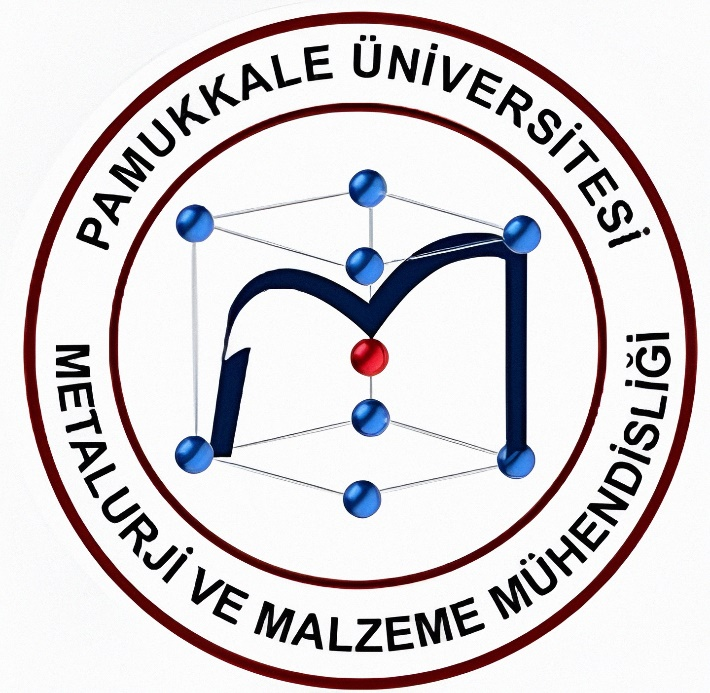 PAMUKKALE ÜNİVERSİTESİ
METALURJİ VE MALZEME MÜHENDİSLİĞİ